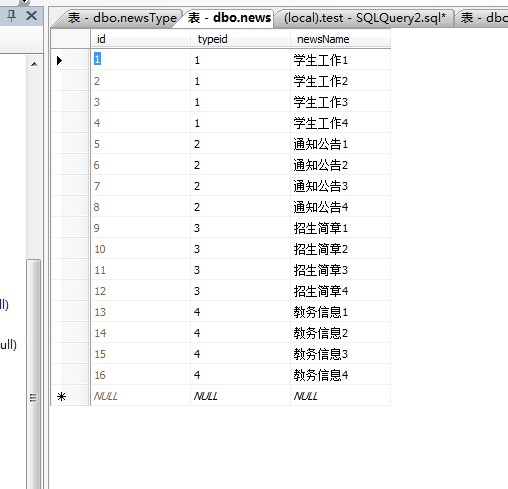 表 - dbo.newsType 表 - dbo.news (local).test - SQLQuery2.sql* 表 - dbo
id typeid newsName
1 1 学生工作1
2 1 学生工作2
3 1 学生工作3
4 1 学生工作4
5 2 通知公告1
6 2 通知公告2
7 2 通知公告3
8 2 通知公告4
9 3 招生简章1
10 3 招生简章2
11 3 招生简章3
ll) 12 3 招生简章4
13 4 教务信息1
14 4 教务信息2
ull) 15 4 教务信息3
16 4 教务信息4
NULL NULL NULL